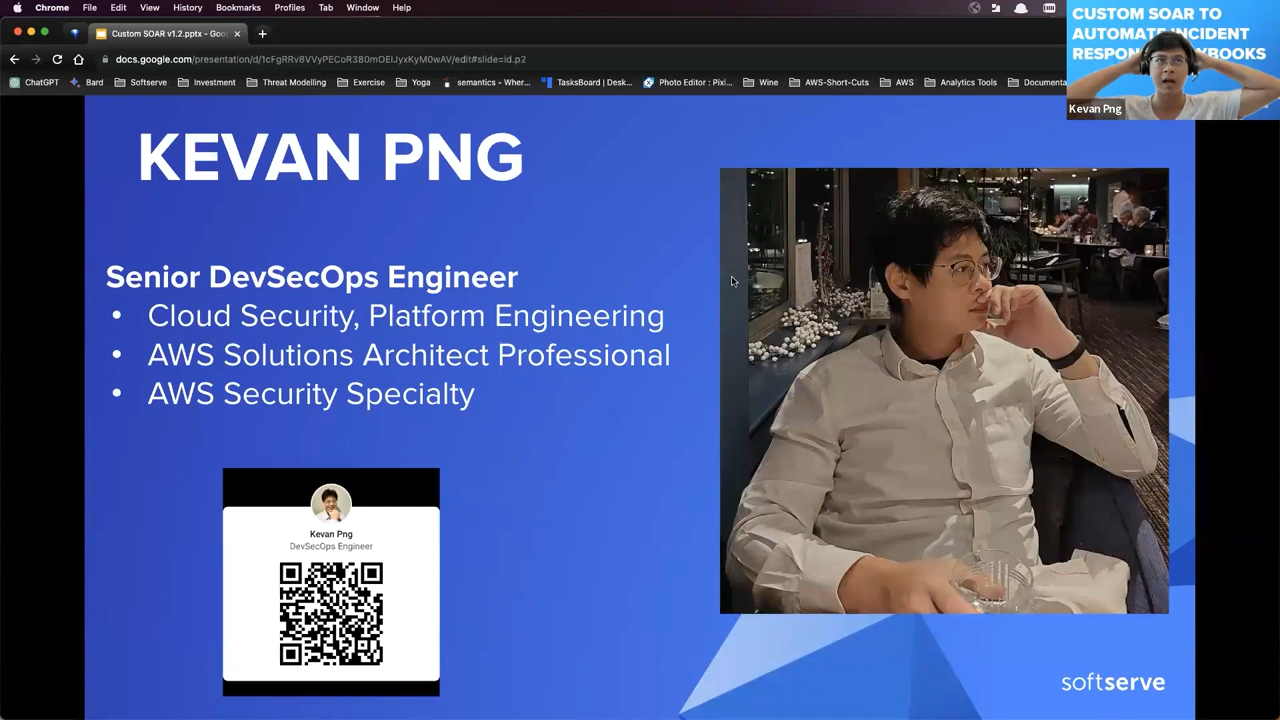 Chrome File Edit View History Bookmarks Profiles Tab Window Help
Custom SOAR v1.2.pptx - Goo
docs.google.com/presentation/d/1cFgRRv8VVyPECoR380mOElJyxKyM0wAV/edit#slide=id.p2
ChatGPT Bard Softserve Investment Threat Modelling Exercise Yoga semantics - Wher... TasksBoard | Desk... Photo Editor : Pixl... Wine AWS-Short-Cuts AWS Analytics Tools Documenta
CUSTOM SOAR TO
AUTOMATE INCIDENT
Kevan Png
KEVAN PNG
Senior DevSecOps Engineer
• Cloud Security, Platform Engineering
• AWS Solutions Architect Professional
• AWS Security Specialty
Kevan Png
DevSecOps Engineer
softserve